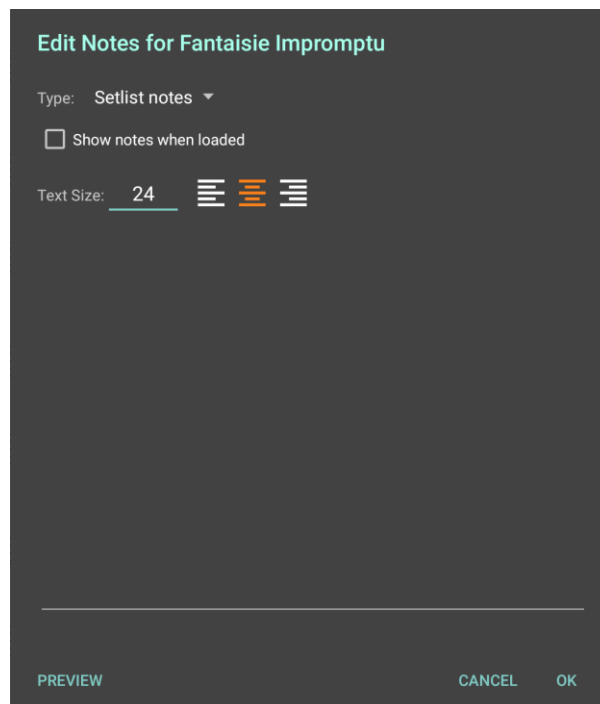 Edit Notes for Fantaisie Impromptu
Type: Setlist notes
Show notes when loaded
Text Size: 24
PREVIEW CANCEL OK